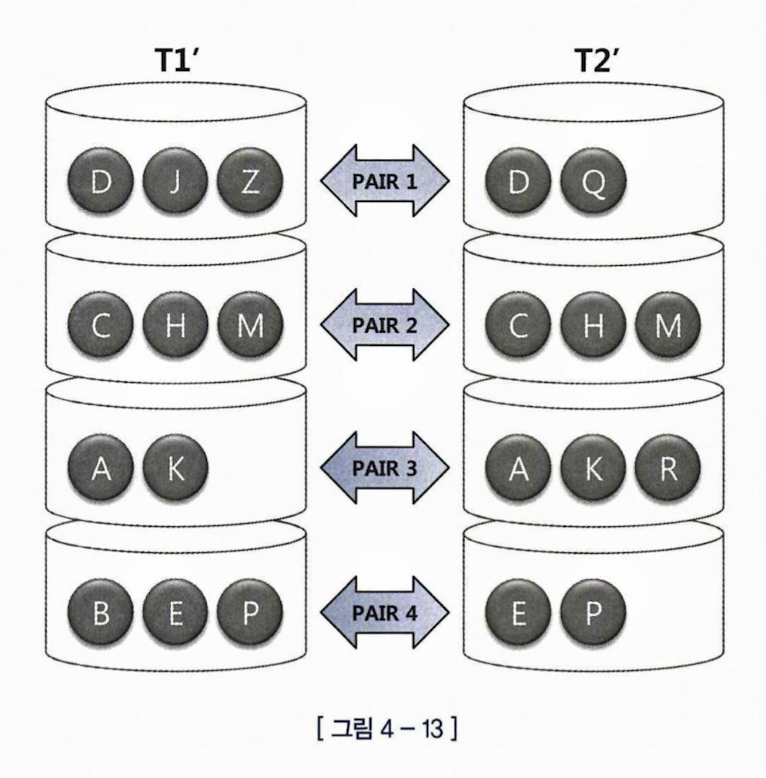 T1′ T2′
D J Z PAIR 1 D Q
C H M PAIR 2 C H M
A K PAIR 3 A K R
B E P PAIR 4 E P
[ 그림 4 – 13 ]